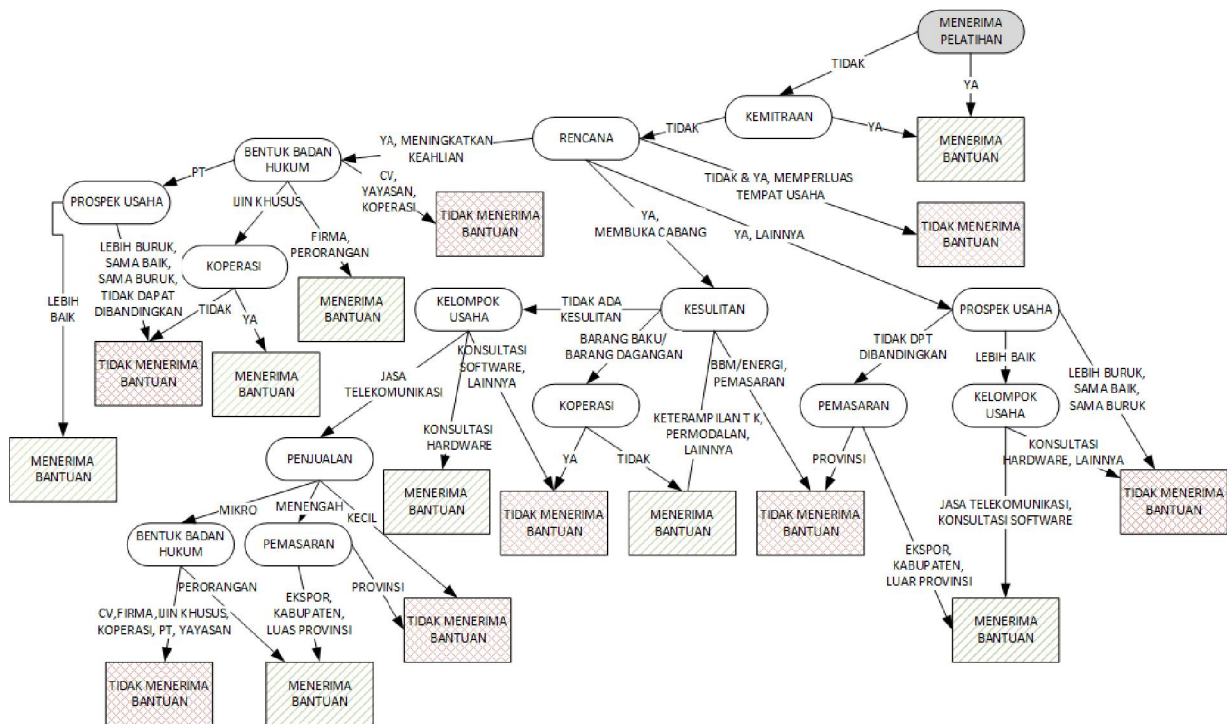 MENERIMA
PELATIHAN
TIDAK
YA
KEMITRAAN
TIDAK
YA
MENERIMA
BANTUAN
RENCANA
YA, MENINGKATKAN
KEAHLIAN
TIDAK & YA, MEMPERLUAS
TEMPAT USAHA
TIDAK MENERIMA
BANTUAN
YA,
MEMBUKA CABANG
YA, LAINNYA
BENTUK BADAN
HUKUM
PT
IJIN KHUSUS
CV,
YAYASAN,
KOPERASI
TIDAK MENERIMA
BANTUAN
FIRMA,
PERORANGAN
MENERIMA
BANTUAN
PROSPEK USAHA
LEBIH BURUK,
SAMA BAIK,
SAMA BURUK,
TIDAK DAPAT
DIBANDINGKAN
LEBIH
BAIK
KOPERASI
TIDAK
YA
TIDAK MENERIMA
BANTUAN
MENERIMA
BANTUAN
MENERIMA
BANTUAN
KESULITAN
TIDAK ADA
KESULITAN
BARANG BAKU/
BARANG DAGANGAN
BBM/ENERGI,
PEMASARAN
KETERAMPILAN T K,
PERMODALAN,
LAINNYA
KELOMPOK
USAHA
JASA
TELEKOMUNIKASI
KONSULTASI
SOFTWARE,
LAINNYA
KONSULTASI
HARDWARE
KOPERASI
YA
TIDAK
MENERIMA
BANTUAN
TIDAK MENERIMA
BANTUAN
MENERIMA
BANTUAN
TIDAK MENERIMA
BANTUAN
PROSPEK USAHA
TIDAK DPT
DIBANDINGKAN
LEBIH BAIK
LEBIH BURUK,
SAMA BAIK,
SAMA BURUK
PEMASARAN
PROVINSI
EKSPOR,
KABUPATEN,
LUAR PROVINSI
KELOMPOK
USAHA
KONSULTASI
HARDWARE, LAINNYA
JASA TELEKOMUNIKASI,
KONSULTASI SOFTWARE
TIDAK MENERIMA
BANTUAN
MENERIMA
BANTUAN
PENJUALAN
MIKRO
MENENGAH
KECIL
BENTUK BADAN
HUKUM
PEMASARAN
PERORANGAN
PROVINSI
CV,FIRMA,IJIN KHUSUS,
KOPERASI, PT, YAYASAN
EKSPOR,
KABUPATEN,
LUAS PROVINSI
TIDAK MENERIMA
BANTUAN
TIDAK MENERIMA
BANTUAN
MENERIMA
BANTUAN